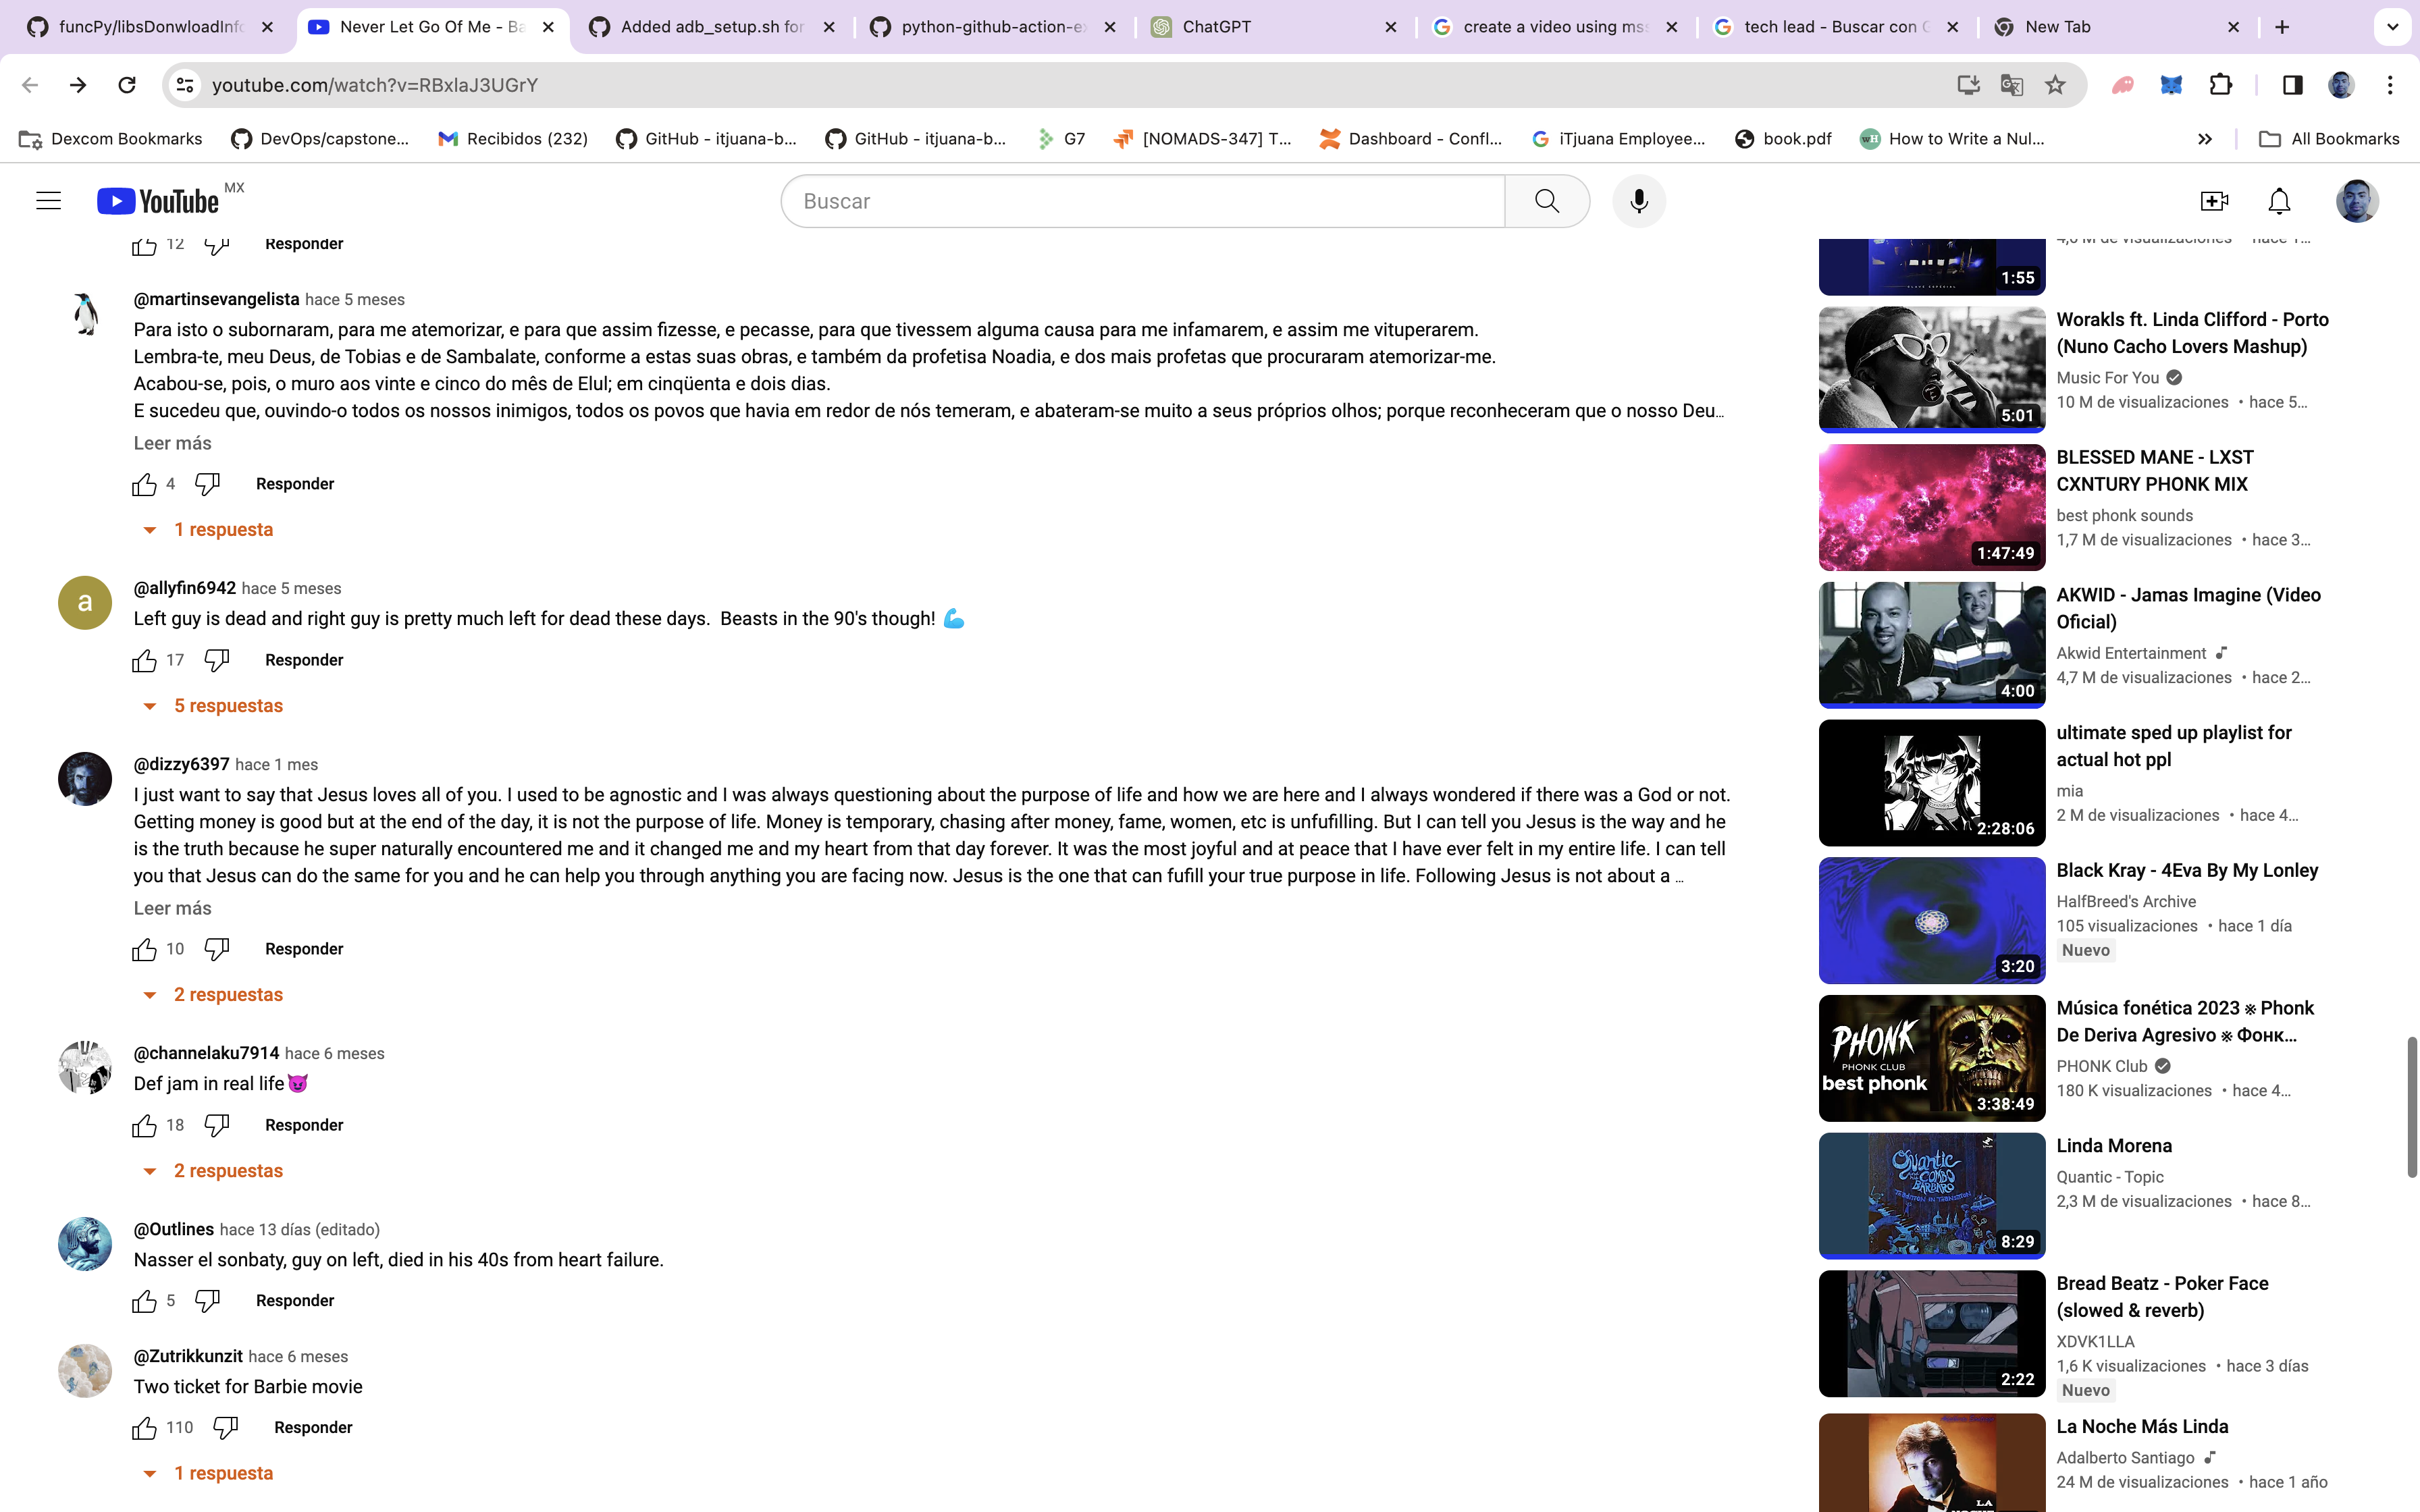 funcPy/libsDonwloadInfo
Never Let Go Of Me - Ba
Added adb_setup.sh for
python-github-action-ex
ChatGPT
create a video using mss
tech lead - Buscar con G
New Tab
youtube.com/watch?v=RBxlaJ3UGrY
Dexcom Bookmarks
DevOps/capstone...
Recibidos (232)
GitHub - itjuana-b...
GitHub - itjuana-b...
G7
[NOMADS-347] T...
Dashboard - Confl...
iTjuana Employee...
book.pdf
How to Write a Nul...
All Bookmarks
YouTube MX
Buscar
12 Responder
@martinsevangelista hace 5 meses
Para isto o subornaram, para me atemorizar, e para que assim fizesse, e pecasse, para que tivessem alguma causa para me infamarem, e assim me vituperarem.
Lembra-te, meu Deus, de Tobias e de Sambalate, conforme a estas suas obras, e também da profetisa Noadia, e dos mais profetas que procuraram atemorizar-me.
Acabou-se, pois, o muro aos vinte e cinco do mês de Elul; em cinqüenta e dois dias.
E sucedeu que, ouvindo-o todos os nossos inimigos, todos os povos que havia em redor de nós temeram, e abateram-se muito a seus próprios olhos; porque reconheceram que o nosso Deu...
Leer más
4 Responder
1 respuesta
a
@allyfin6942 hace 5 meses
Left guy is dead and right guy is pretty much left for dead these days. Beasts in the 90's though! 💪
17 Responder
5 respuestas
@dizzy6397 hace 1 mes
I just want to say that Jesus loves all of you. I used to be agnostic and I was always questioning about the purpose of life and how we are here and I always wondered if there was a God or not.
Getting money is good but at the end of the day, it is not the purpose of life. Money is temporary, chasing after money, fame, women, etc is unfufilling. But I can tell you Jesus is the way and he
is the truth because he super naturally encountered me and it changed me and my heart from that day forever. It was the most joyful and at peace that I have ever felt in my entire life. I can tell
you that Jesus can do the same for you and he can help you through anything you are facing now. Jesus is the one that can fufill your true purpose in life. Following Jesus is not about a ...
Leer más
10 Responder
2 respuestas
@channelaku7914 hace 6 meses
Def jam in real life😈
18 Responder
2 respuestas
@Outlines hace 13 días (editado)
Nasser el sonbaty, guy on left, died in his 40s from heart failure.
5 Responder
@Zutrikkunzit hace 6 meses
Two ticket for Barbie movie
110 Responder
1 respuesta
1:55
Worakls ft. Linda Clifford - Porto
(Nuno Cacho Lovers Mashup)
Music For You
10 M de visualizaciones • hace 5...
5:01
BLESSED MANE - LXST
CXNTURY PHONK MIX
best phonk sounds
1,7 M de visualizaciones • hace 3...
1:47:49
AKWID - Jamas Imagine (Video
Oficial)
Akwid Entertainment
4,7 M de visualizaciones • hace 2...
4:00
ultimate sped up playlist for
actual hot ppl
mia
2 M de visualizaciones • hace 4...
2:28:06
Black Kray - 4Eva By My Lonley
HalfBreed's Archive
105 visualizaciones • hace 1 día
Nuevo
3:20
PHONK
PHONK CLUB
best phonk
3:38:49
Música fonética 2023 ※ Phonk
De Deriva Agresivo ※ Фонк...
PHONK Club
180 K visualizaciones • hace 4...
Quantic
COMBO
BARBARO
8:29
Linda Morena
Quantic - Topic
2,3 M de visualizaciones • hace 8...
Bread Beatz - Poker Face
(slowed & reverb)
XDVK1LLA
1,6 K visualizaciones • hace 3 días
Nuevo
2:22
LA
La Noche Más Linda
Adalberto Santiago
24 M de visualizaciones • hace 1 año